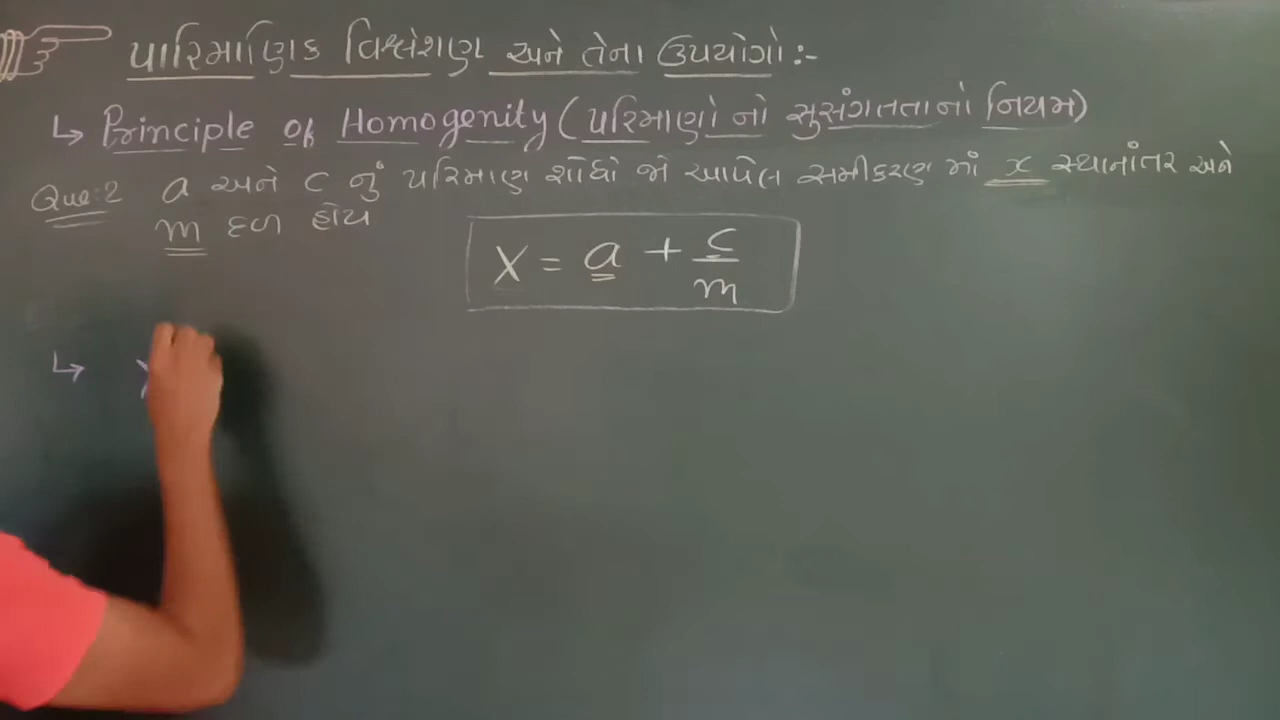 પારિમાણિક વિશ્લેશણ અને તેના ઉપયોગો:-
↳ Principle of Homogenity (પરિમાણો નો સુસંગતતાનો નિયમ)
Que:2 a અને c નું પરિમાણ શોધો જો આપેલ સમીકરણ માં x સ્થાનાંતર અને
m દળ હોય
X = a + c/m
↳